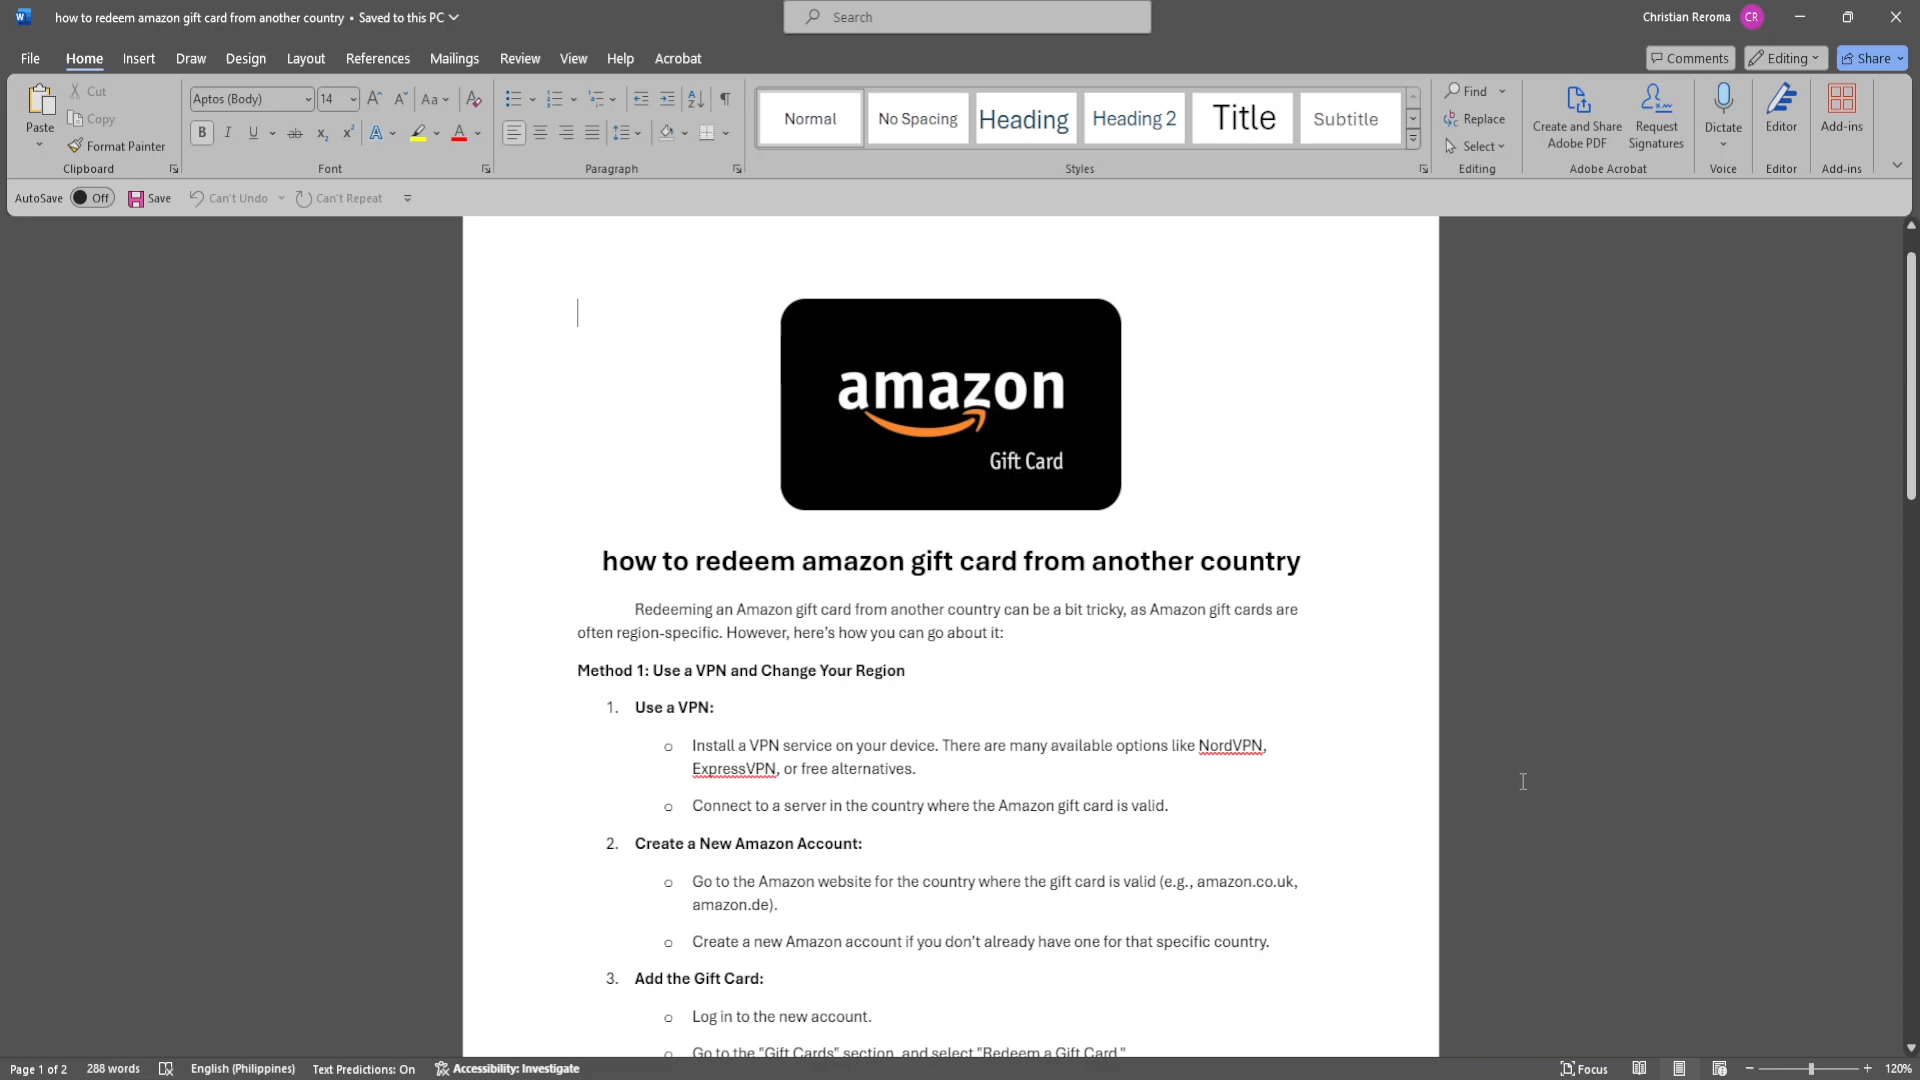 how to redeem amazon gift card from another country • Saved to this PC
Search
Christian Reroma CR
File Home Insert Draw Design Layout References Mailings Review View Help Acrobat
Comments Editing Share
Paste
Cut
Copy
Format Painter
Clipboard
Aptos (Body) 14
Font
Paragraph
Normal No Spacing Heading Heading 2 Title Subtitle
Styles
Find
Replace
Select
Editing
Create and Share
Adobe PDF
Request
Signatures
Adobe Acrobat
Dictate
Voice
Editor
Editor
Add-ins
Add-ins
AutoSave Off Save Can't Undo Can't Repeat
amazon
Gift Card
how to redeem amazon gift card from another country
Redeeming an Amazon gift card from another country can be a bit tricky, as Amazon gift cards are
often region-specific. However, here's how you can go about it:
Method 1: Use a VPN and Change Your Region
1. Use a VPN:
o Install a VPN service on your device. There are many available options like NordVPN,
ExpressVPN, or free alternatives.
o Connect to a server in the country where the Amazon gift card is valid.
2. Create a New Amazon Account:
o Go to the Amazon website for the country where the gift card is valid (e.g., amazon.co.uk,
amazon.de).
o Create a new Amazon account if you don't already have one for that specific country.
3. Add the Gift Card:
o Log in to the new account.
o Go to the "Gift Cards" section, and select "Redeem a Gift Card."
Page 1 of 2 288 words English (Philippines) Text Predictions: On Accessibility: Investigate Focus 120%